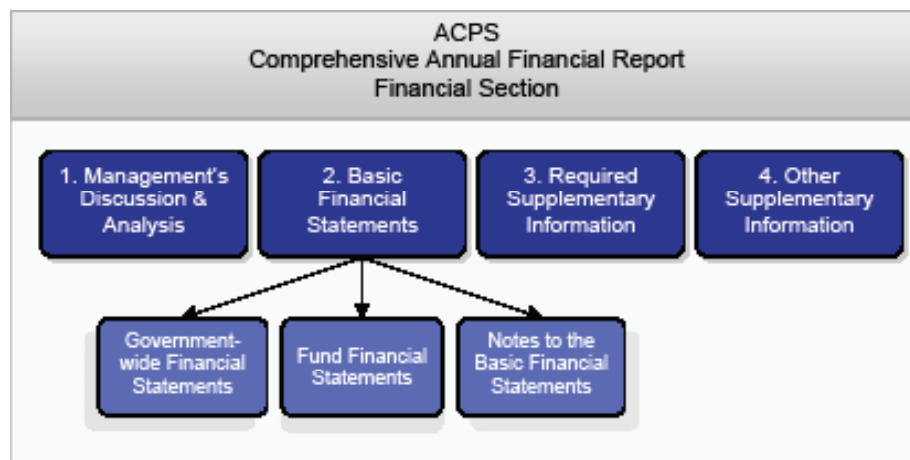 ACPS
Comprehensive Annual Financial Report
Financial Section
1. Management's
Discussion &
Analysis
2. Basic
Financial
Statements
3. Required
Supplementary
Information
4. Other
Supplementary
Information
Government-
wide Financial
Statements
Fund Financial
Statements
Notes to the
Basic Financial
Statements